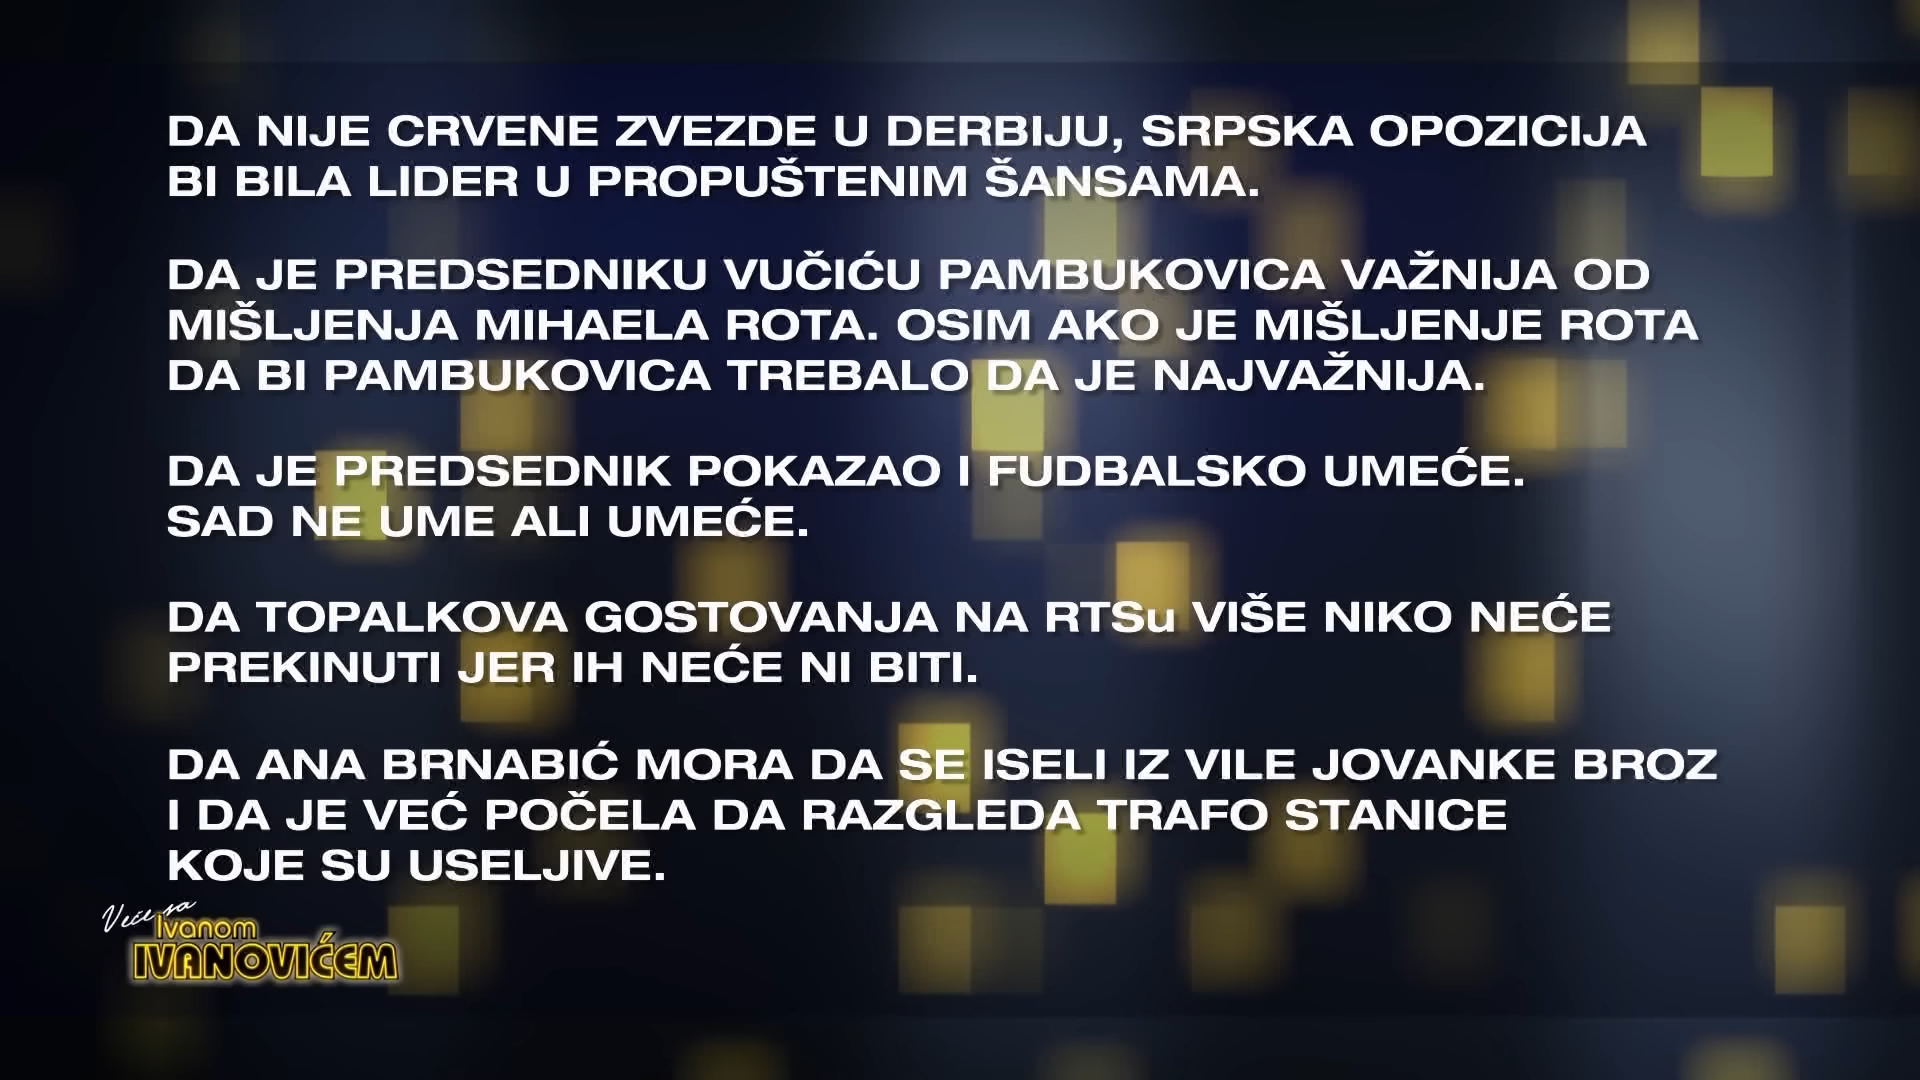 DA NIJE CRVENE ZVEZDE U DERBIJU, SRPSKA OPOZICIJA
BI BILA LIDER U PROPUŠTENIM ŠANSAMA.
DA JE PREDSEDNIKU VUČIĆU PAMBUKOVICA VAŽNIJA OD
MIŠLJENJA MIHAELA ROTA. OSIM AKO JE MIŠLJENJE ROTA
DA BI PAMBUKOVICA TREBALO DA JE NAJVAŽNIJA.
DA JE PREDSEDNIK POKAZAO I FUDBALSKO UMEĆE.
SAD NE UME ALI UMEĆE.
DA TOPALKOVA GOSTOVANJA NA RTSu VIŠE NIKO NEĆE
PREKINUTI JER IH NEĆE NI BITI.
DA ANA BRNABIĆ MORA DA SE ISELI IZ VILE JOVANKE BROZ
I DA JE VEĆ POČELA DA RAZGLEDA TRAFO STANICE
KOJE SU USELJIVE.
Veče sa
Ivanom
IVANOVIĆEM